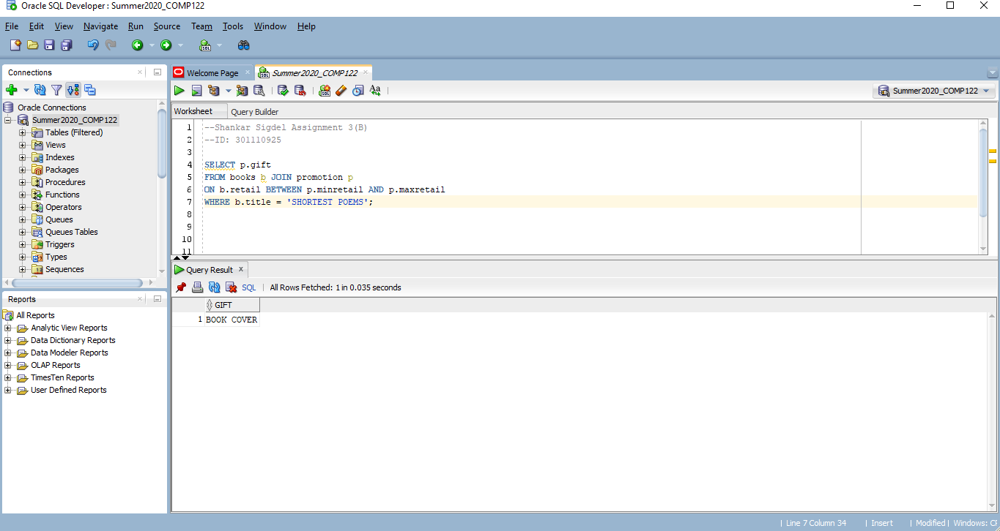 Oracle SQL Developer : Summer2020_COMP122
File Edit View Navigate Run Source Team Tools Window Help
Connections
Oracle Connections
Summer2020_COMP122
Tables (Filtered)
Views
Indexes
Packages
Procedures
Functions
Operators
Queues
Queues Tables
Triggers
Types
Sequences
Reports
All Reports
Analytic View Reports
Data Dictionary Reports
Data Modeler Reports
OLAP Reports
TimesTen Reports
User Defined Reports
Welcome Page Summer2020_COMP122
Summer2020_COMP122
Worksheet Query Builder
1 --Shankar Sigdel Assignment 3(B)
2 --ID: 301110925
3
4 SELECT p.gift
5 FROM books b JOIN promotion p
6 ON b.retail BETWEEN p.minretail AND p.maxretail
7 WHERE b.title = 'SHORTEST POEMS';
8
9
10
11
Query Result
SQL | All Rows Fetched: 1 in 0.035 seconds
GIFT
1 BOOK COVER
| Line 7 Column 34 | Insert | Modified | Windows: CF